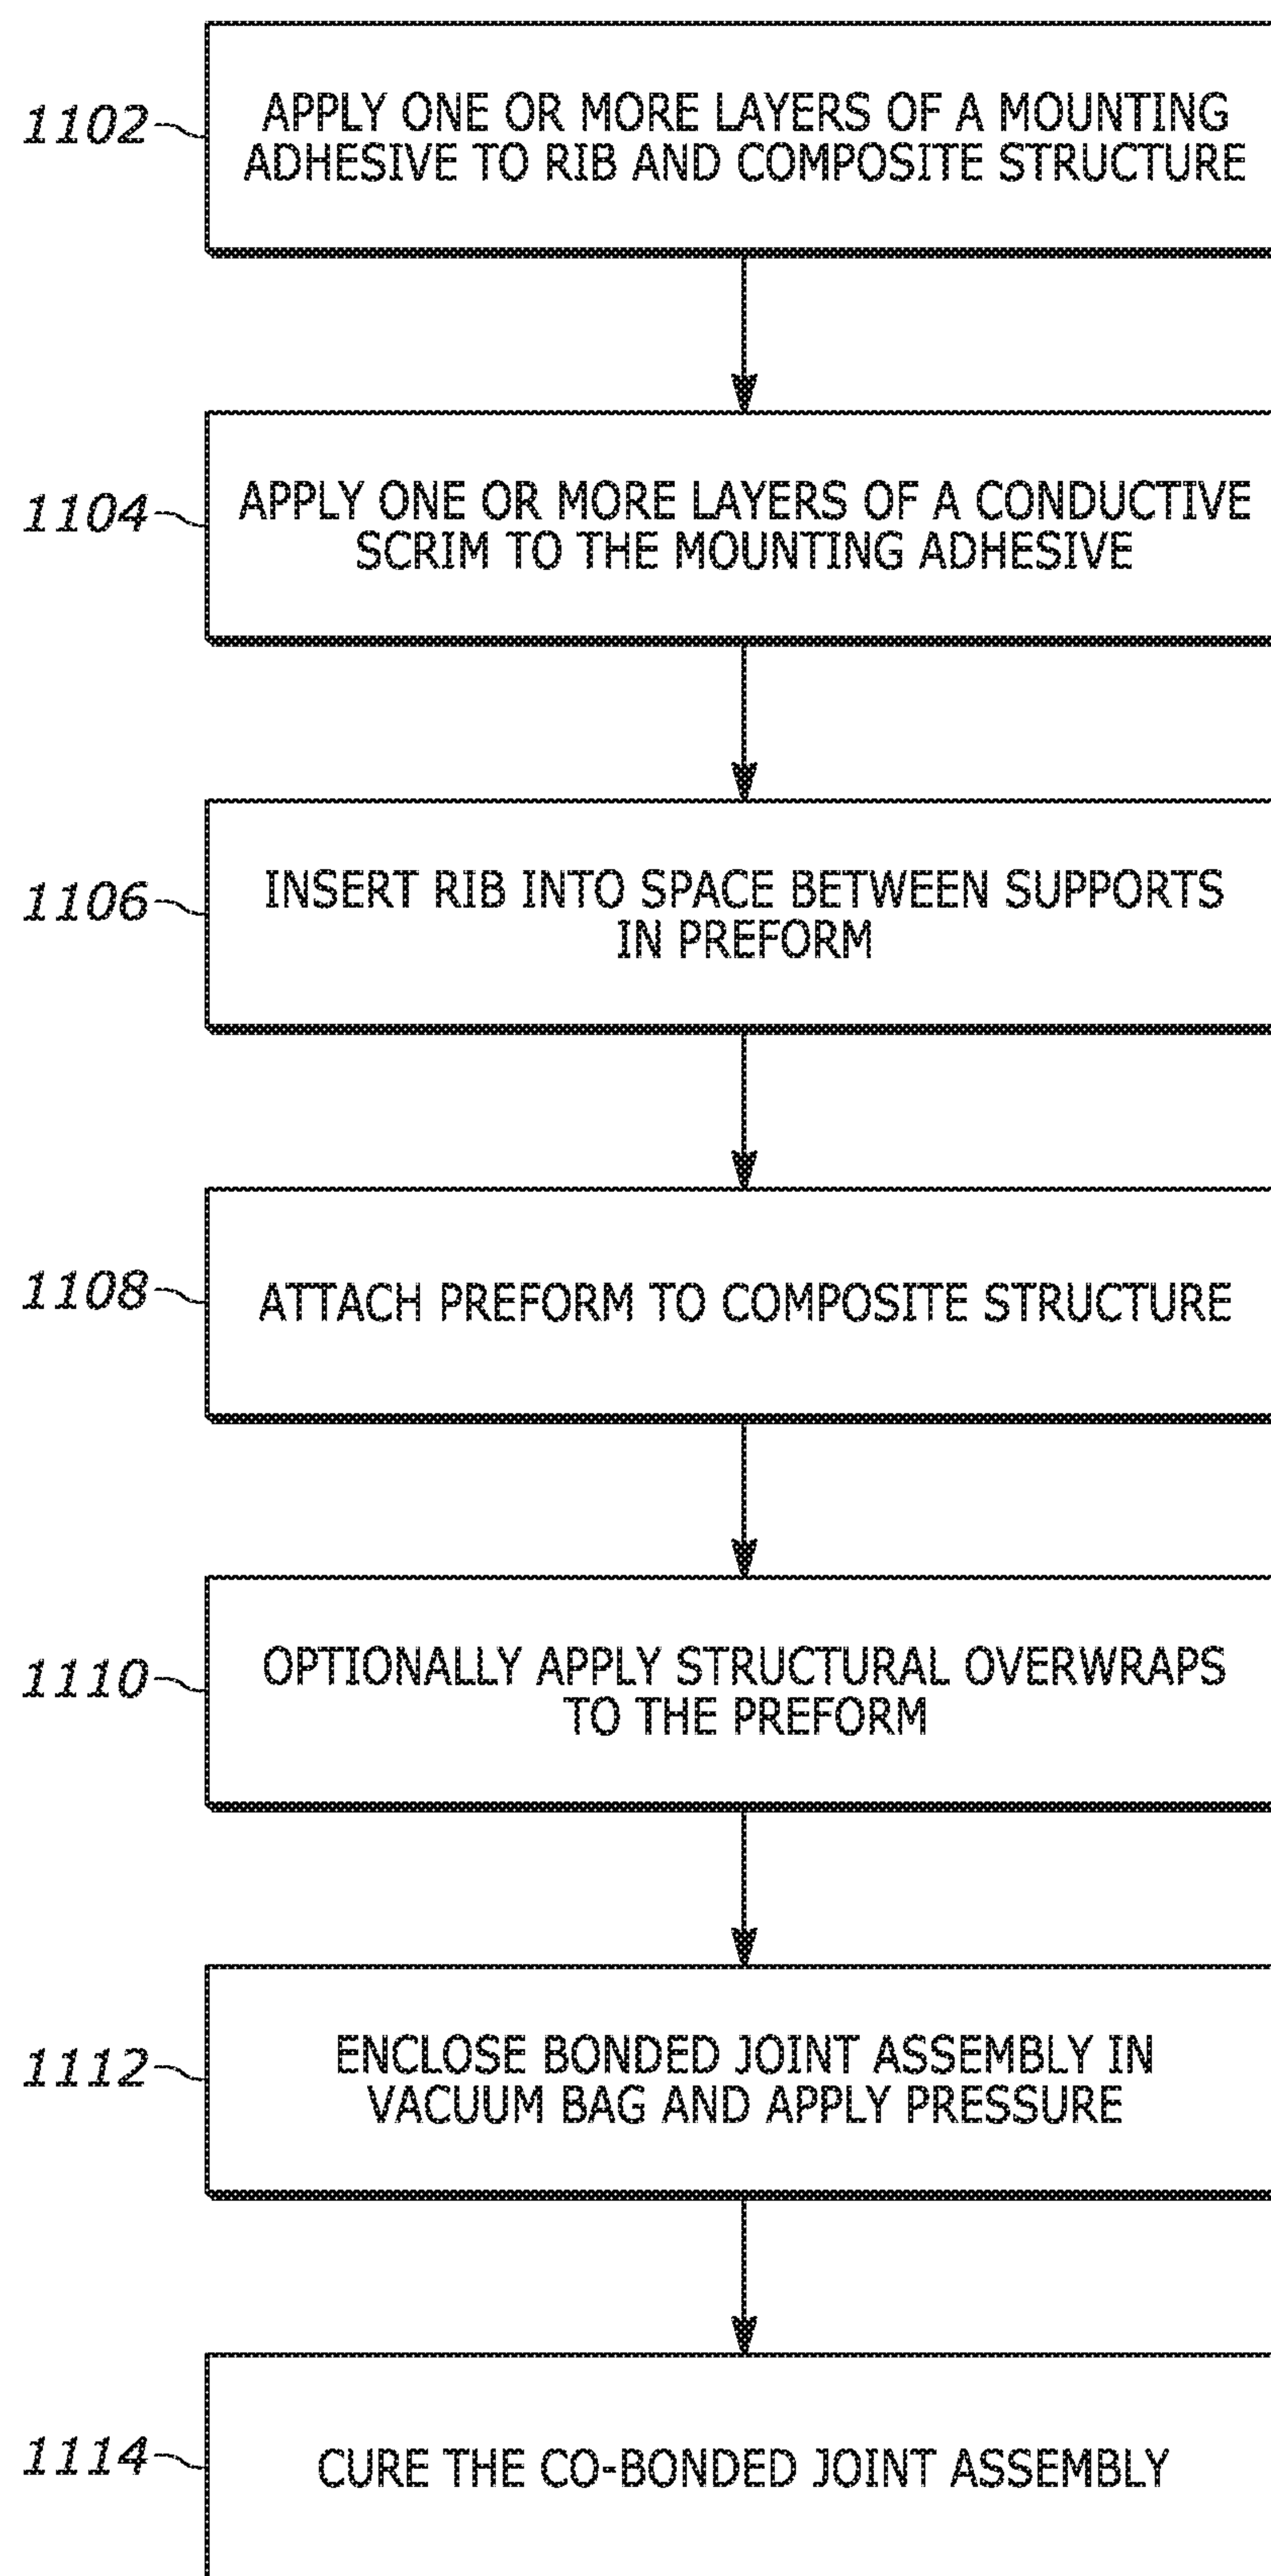 1102
APPLY ONE OR MORE LAYERS OF A MOUNTING
ADHESIVE TO RIB AND COMPOSITE STRUCTURE
1104
APPLY ONE OR MORE LAYERS OF A CONDUCTIVE
SCRIM TO THE MOUNTING ADHESIVE
1106
INSERT RIB INTO SPACE BETWEEN SUPPORTS
IN PREFORM
1108
ATTACH PREFORM TO COMPOSITE STRUCTURE
1110
OPTIONALLY APPLY STRUCTURAL OVERWRAPS
TO THE PREFORM
1112
ENCLOSE BONDED JOINT ASSEMBLY IN
VACUUM BAG AND APPLY PRESSURE
1114
CURE THE CO-BONDED JOINT ASSEMBLY